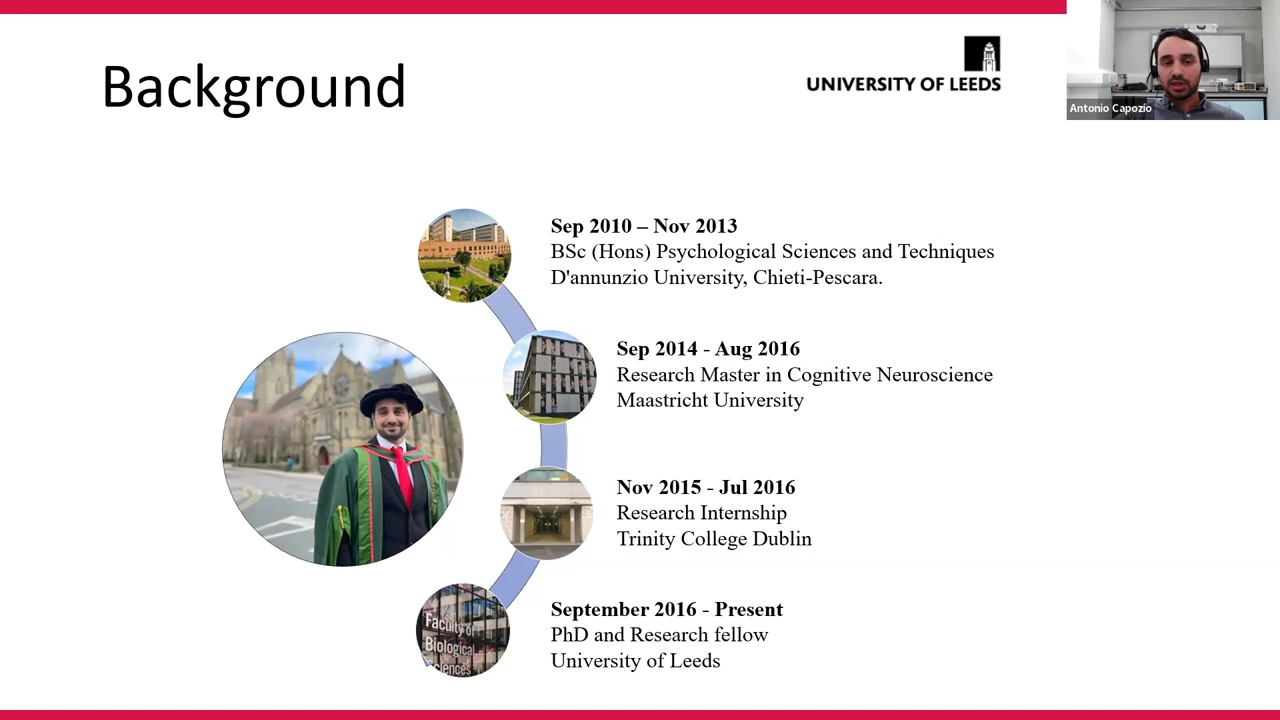 Background
UNIVERSITY OF LEEDS
Antonio Capozio
Sep 2010 – Nov 2013
BSc (Hons) Psychological Sciences and Techniques
D'annunzio University, Chieti-Pescara.
Sep 2014 - Aug 2016
Research Master in Cognitive Neuroscience
Maastricht University
Nov 2015 - Jul 2016
Research Internship
Trinity College Dublin
Faculty of
Biological
Sciences
September 2016 - Present
PhD and Research fellow
University of Leeds